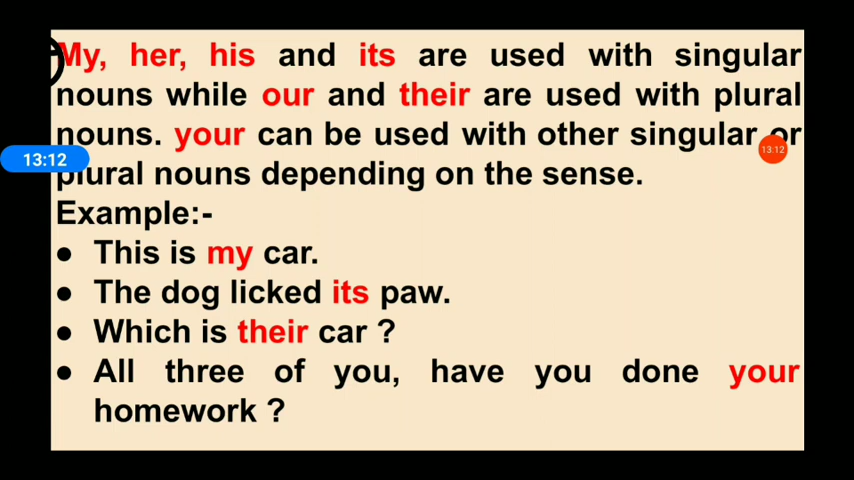 My, her, his and its are used with singular
nouns while our and their are used with plural
nouns. your can be used with other singular or
13:12
13:12
plural nouns depending on the sense.
Example:-
● This is my car.
● The dog licked its paw.
● Which is their car ?
● All three of you, have you done your
homework ?